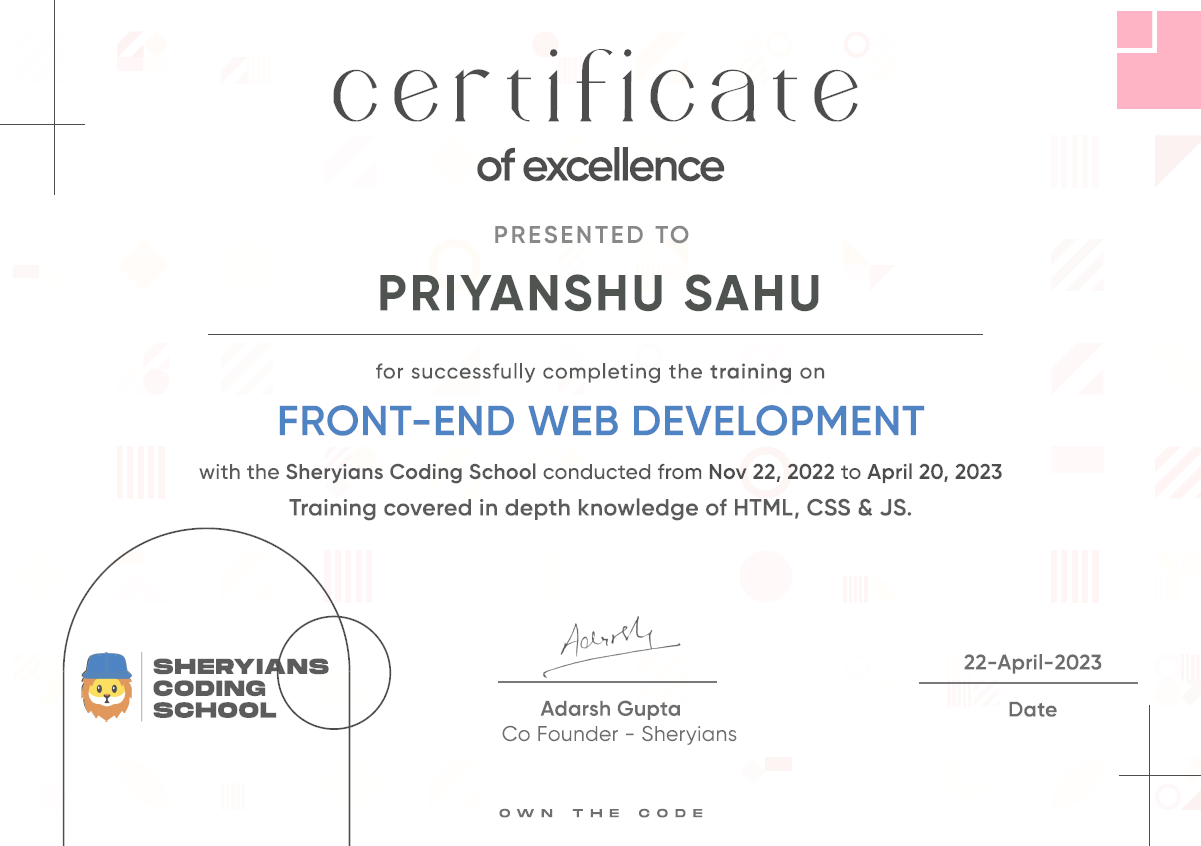 certificate
of excellence
PRESENTED TO
PRIYANSHU SAHU
for successfully completing the training on
FRONT-END WEB DEVELOPMENT
with the Sheryians Coding School conducted from Nov 22, 2022 to April 20, 2023
Training covered in depth knowledge of HTML, CSS & JS.
SHERYIANS
CODING
SCHOOL
Adarsh
Adarsh Gupta
Co Founder - Sheryians
22-April-2023
Date
OWN THE CODE